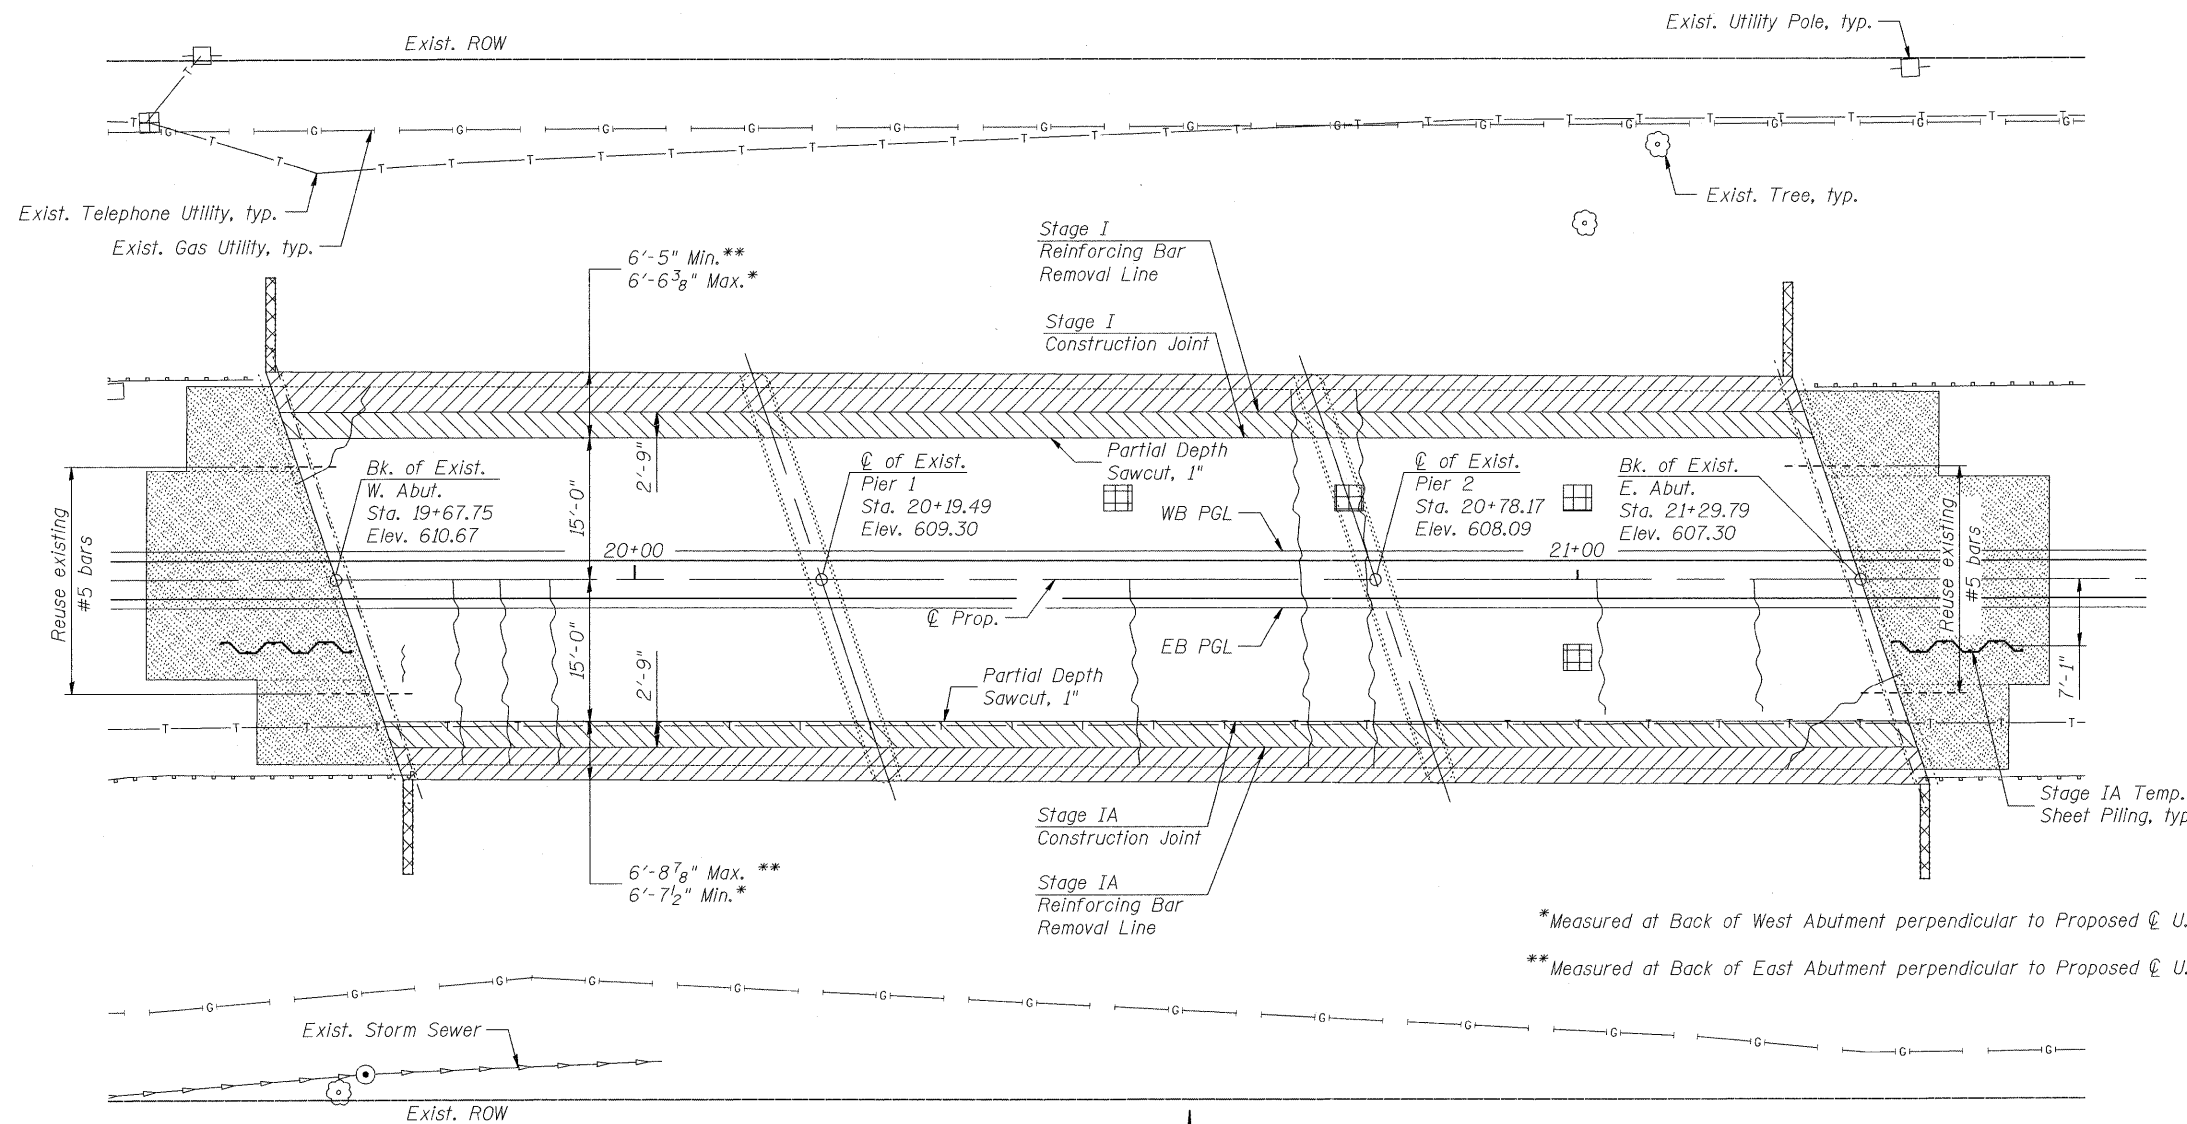 Exist. Utility Pole, typ.
Exist. ROW
Exist. Telephone Utility, typ.
Exist. Gas Utility, typ.
Exist. Tree, typ.
6'-5" Min.**
6'-6 3/8" Max.*
Stage I
Reinforcing Bar
Removal Line
Stage I
Construction Joint
Partial Depth
Sawcut, 1"
2'-9"
15'-0"
Bk. of Exist.
W. Abut.
Sta. 19+67.75
Elev. 610.67
℄ of Exist.
Pier 1
Sta. 20+19.49
Elev. 609.30
℄ of Exist.
Pier 2
Sta. 20+78.17
Elev. 608.09
Bk. of Exist.
E. Abut.
Sta. 21+29.79
Elev. 607.30
Reuse existing
#5 bars
WB PGL
20+00
21+00
Reuse existing
#5 bars
℄ Prop.
EB PGL
15'-0"
2'-9"
7'-1"
Partial Depth
Sawcut, 1"
Stage IA
Construction Joint
Stage IA Temp.
Sheet Piling, typ
6'-8 7/8" Max. **
6'-7 1/2" Min.*
Stage IA
Reinforcing Bar
Removal Line
*Measured at Back of West Abutment perpendicular to Proposed ℄ U.
**Measured at Back of East Abutment perpendicular to Proposed ℄ U.
Exist. Storm Sewer
Exist. ROW